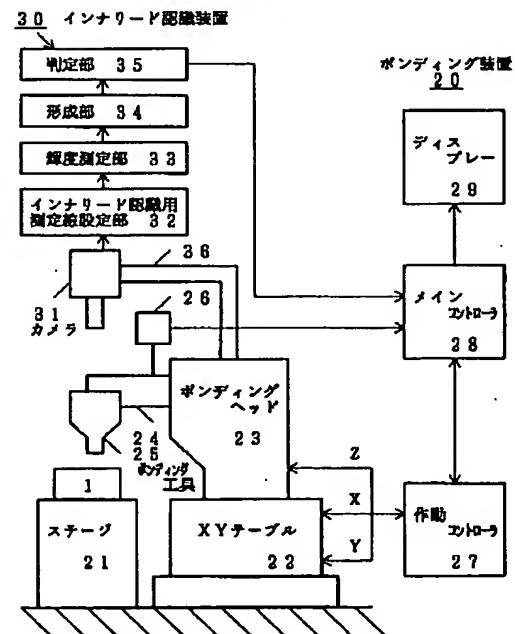 30 インナリード認識装置
判定部 35
形成部 34
輝度測定部 33
インナリード認識用
測定線設定部 32
36
26
31
カメラ
ボンディング装置
20
ディス
プレー
29
メイン
コントローラ
28
ボンディング
ヘッド
23
24
25
ボンディング
工具
Z
X
Y
1
ステージ
21
XYテーブル
22
作動
コントローラ
27